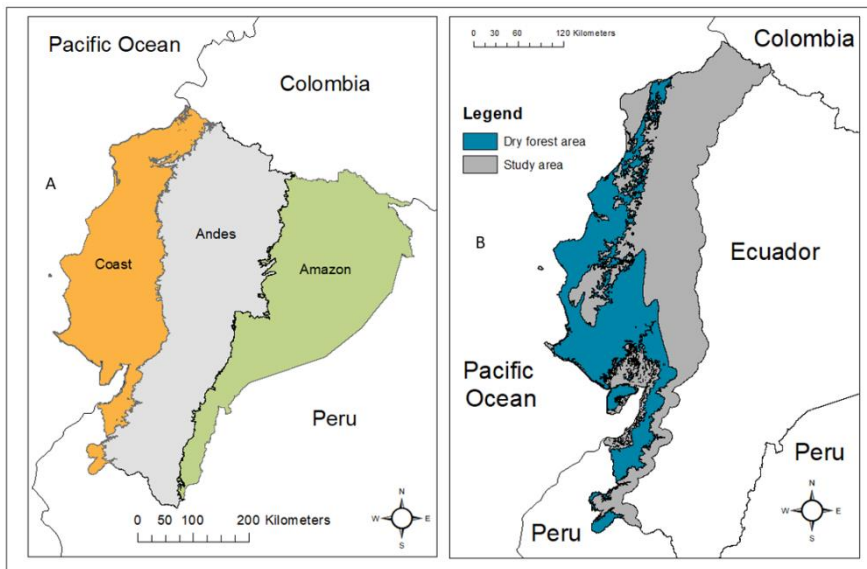 Pacific Ocean
Colombia
A
Coast
Andes
Amazon
Peru
N
W E
S
0 50 100 200 Kilometers
0 30 60 120 Kilometers
Colombia
Legend
Dry forest area
Study area
B
Ecuador
Pacific
Ocean
Peru
Peru
N
W E
S